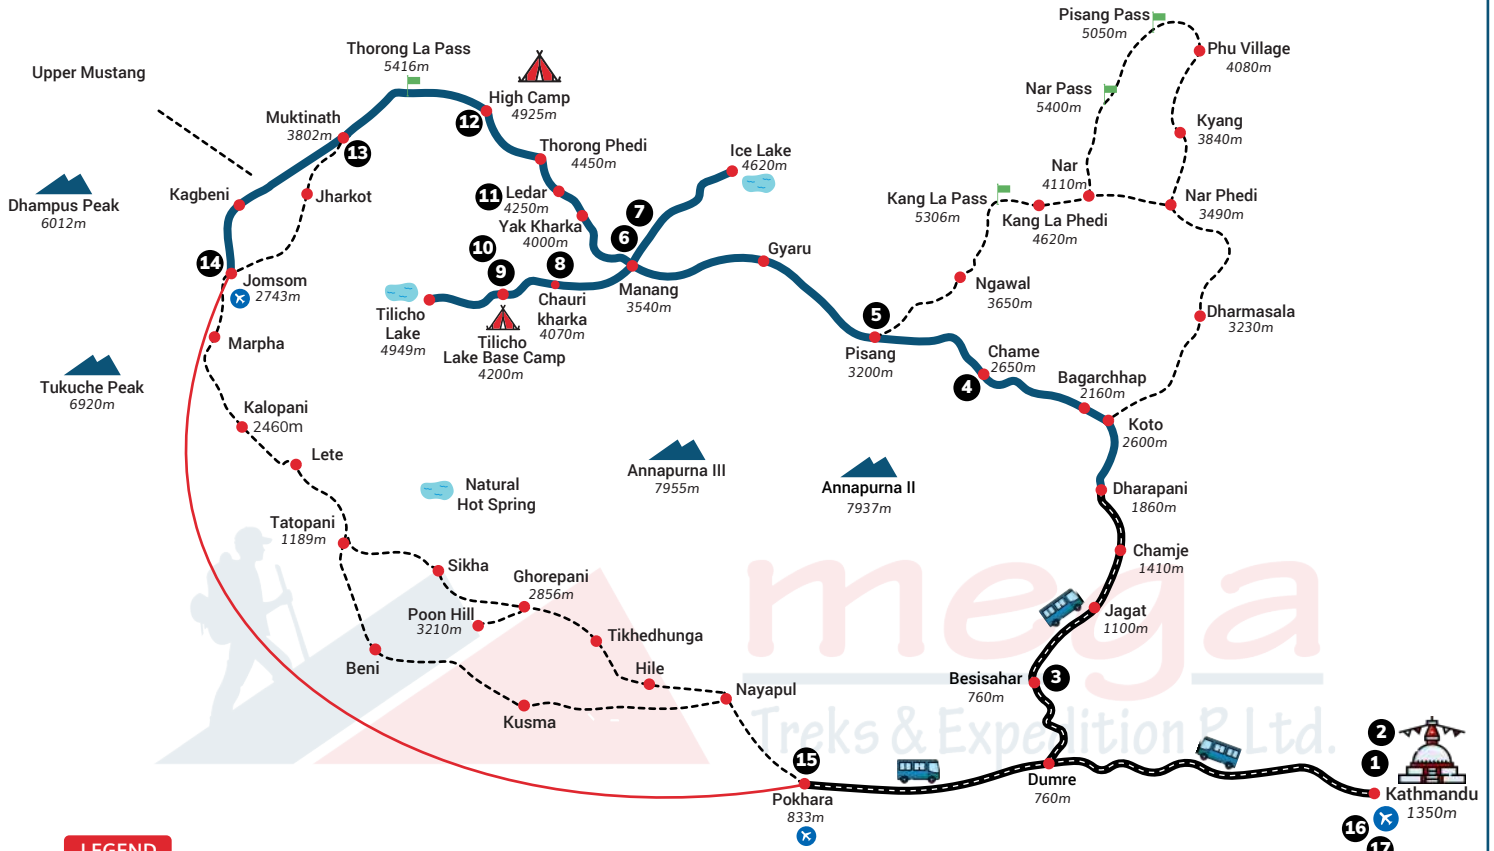 Pisang Pass
5050m
Phu Village
4080m
Thorong La Pass
5416m
Upper Mustang
High Camp
4925m
12
Nar Pass
5400m
Muktinath
3802m
13
Kyang
3840m
Thorong Phedi
4450m
Ice Lake
4620m
Nar
4110m
Kagbeni
Jharkot
11
Ledar
4250m
7
Kang La Pass
5306m
Nar Phedi
3490m
Dhampus Peak
6012m
Yak Kharka
4000m
6
Kang La Phedi
4620m
10
9
8
Gyaru
14
Jomsom
2743m
Manang
3540m
Ngawal
3650m
Chauri
kharka
4070m
Tilicho
Lake
4949m
5
Dharmasala
3230m
Tilicho
Lake Base Camp
4200m
Marpha
Pisang
3200m
Chame
2650m
4
Bagarchhap
2160m
Tukuche Peak
6920m
Kalopani
2460m
Koto
2600m
Lete
Annapurna III
7955m
Annapurna II
7937m
Natural
Hot Spring
Dharapani
1860m
Tatopani
1189m
Chamje
1410m
Sikha
Ghorepani
2856m
Poon Hill
3210m
Jagat
1100m
Tikhedhunga
mega
Beni
Hile
Besisahar
760m
3
Nayapul
Kusma
Treks & Expedition P. Ltd.
2
15
1
Pokhara
833m
Dumre
760m
Kathmandu
1350m
16
17
LEGEND